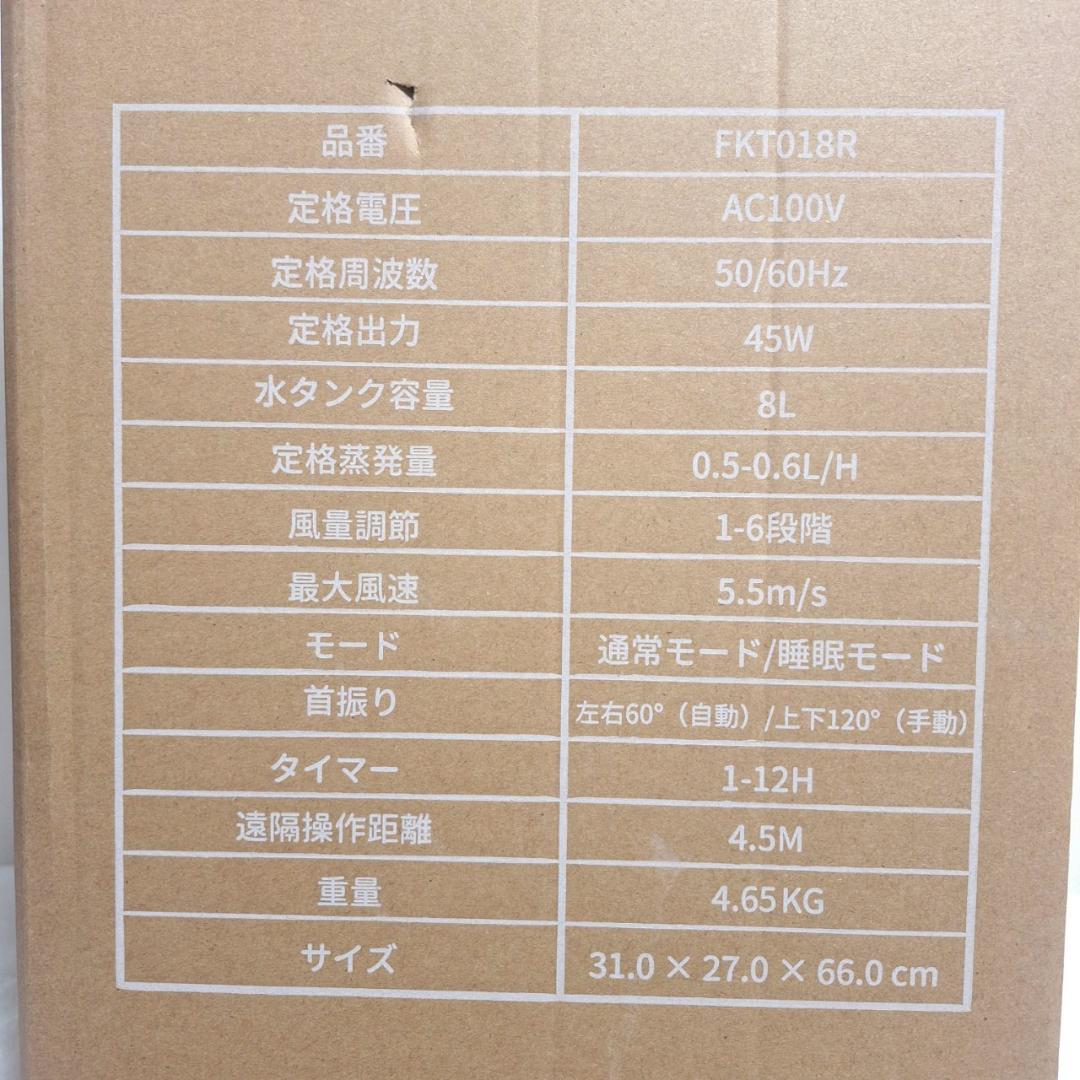 品番 FKT018R
定格電圧 AC100V
定格周波数 50/60Hz
定格出力 45W
水タンク容量 8L
定格蒸発量 0.5-0.6L/H
風量調節 1-6段階
最大風速 5.5m/s
モード 通常モード/睡眠モード
首振り 左右60°（自動）/上下120°（手動）
タイマー 1-12H
遠隔操作距離 4.5M
重量 4.65KG
サイズ 31.0 × 27.0 × 66.0 cm